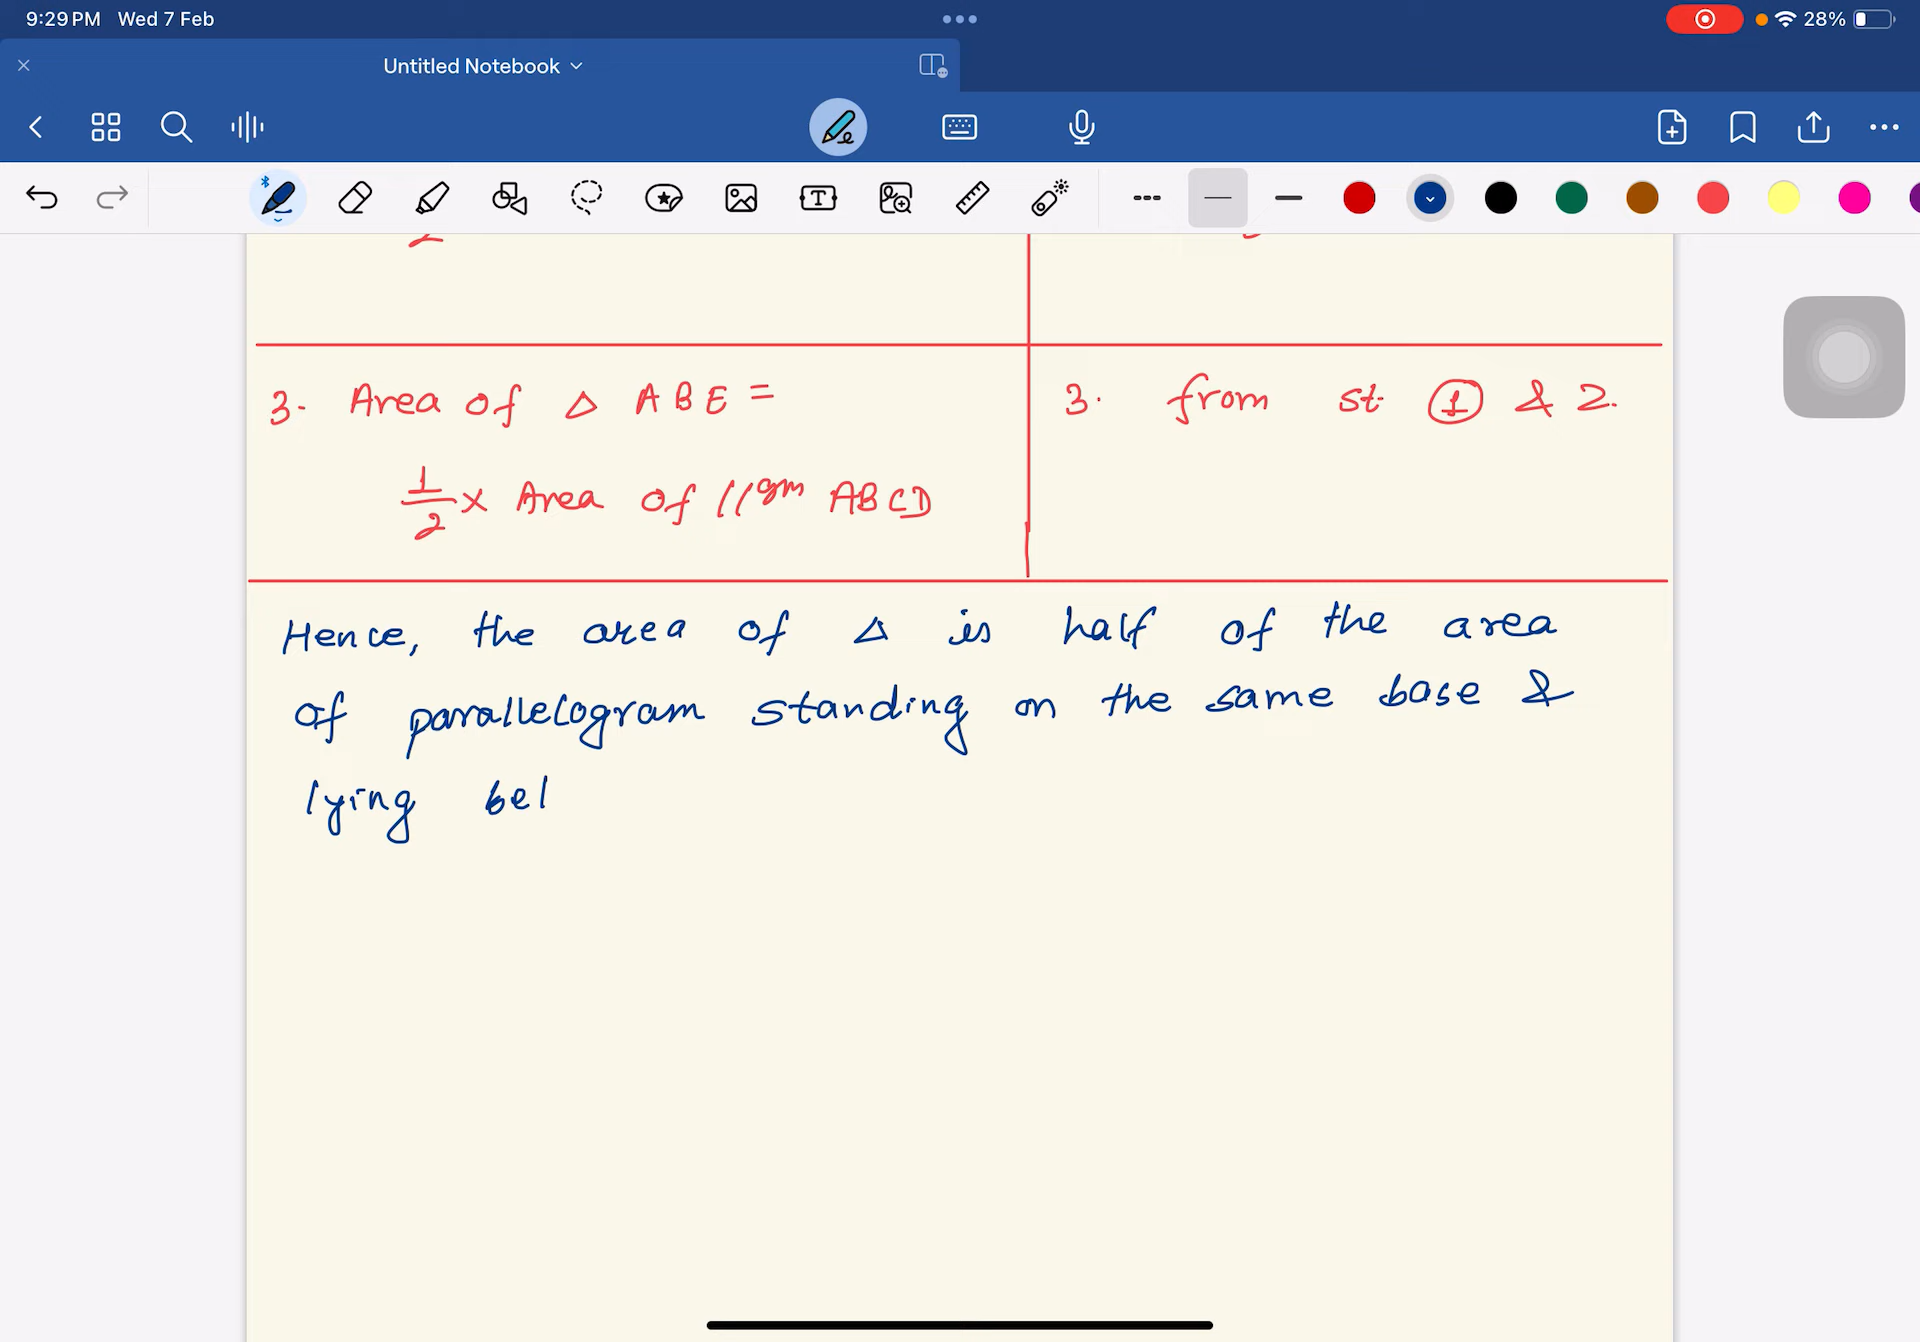 9:29 PM Wed 7 Feb
28%
Untitled Notebook
2
3. Area of △ ABE =
3. from st. ① & 2.
1/2 x Area of //gm ABCD
Hence, the area of △ is half of the area
of parallelogram standing on the same base &
lying bel